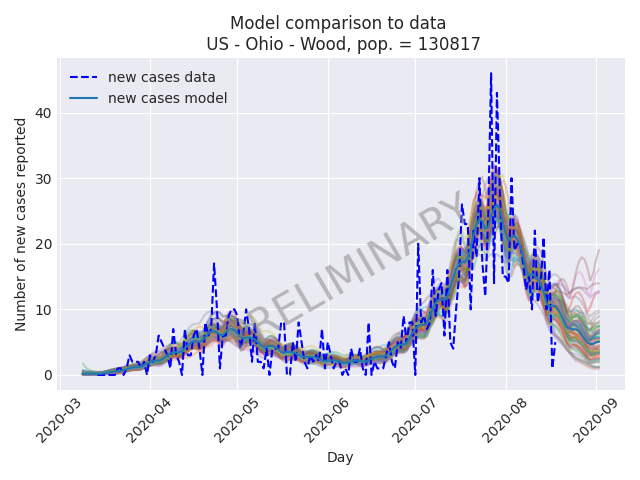 Model comparison to data
US - Ohio - Wood, pop. = 130817
new cases data
new cases model
PRELIMINARY
Number of new cases reported
40
30
20
10
0
2020-03
2020-04
2020-05
2020-06
2020-07
2020-08
2020-09
Day